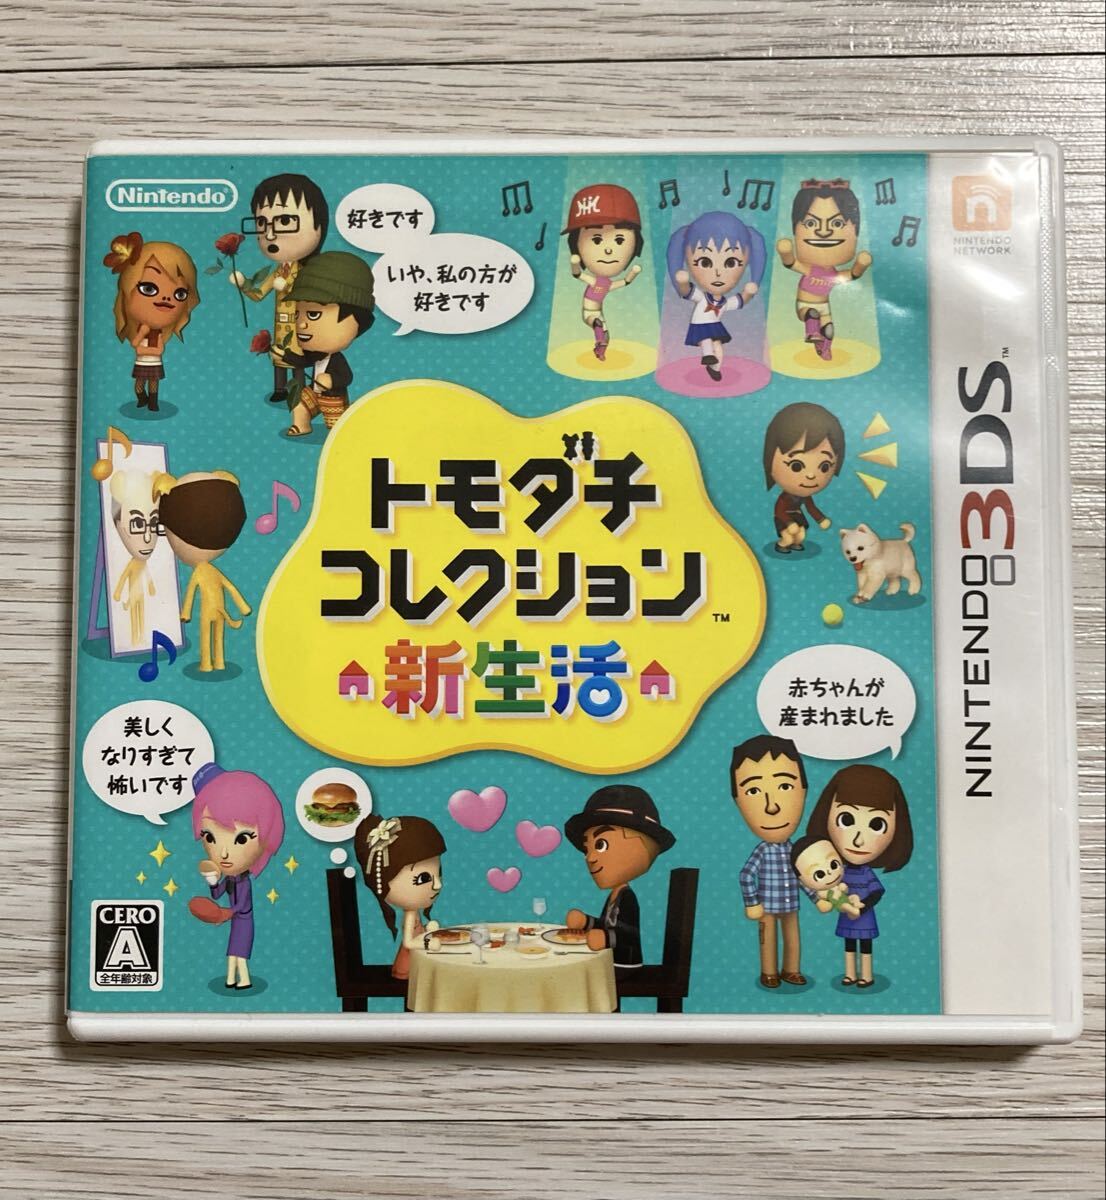 Nintendo®
好きです
いや、私の方が
好きです
トモダチ
コレクション™
新生活
美しく
なりすぎて
怖いです
赤ちゃんが
産まれました
CERO
A
全年齢対象
NINTENDO
NETWORK
NINTENDO3DS™